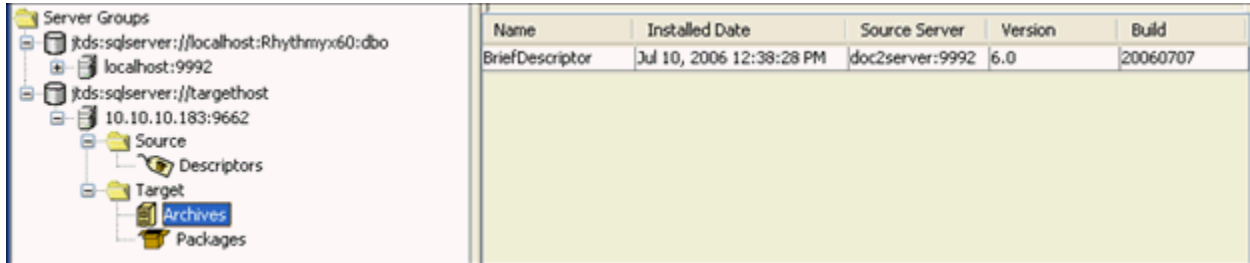 Server Groups
jtds:sqlserver://localhost:Rhythmyx60:dbo
localhost:9992
jtds:sqlserver://targethost
10.10.10.183:9662
Source
Descriptors
Target
Archives
Packages
Name Installed Date Source Server Version Build
BriefDescriptor Jul 10, 2006 12:38:28 PM doc2server:9992 6.0 20060707